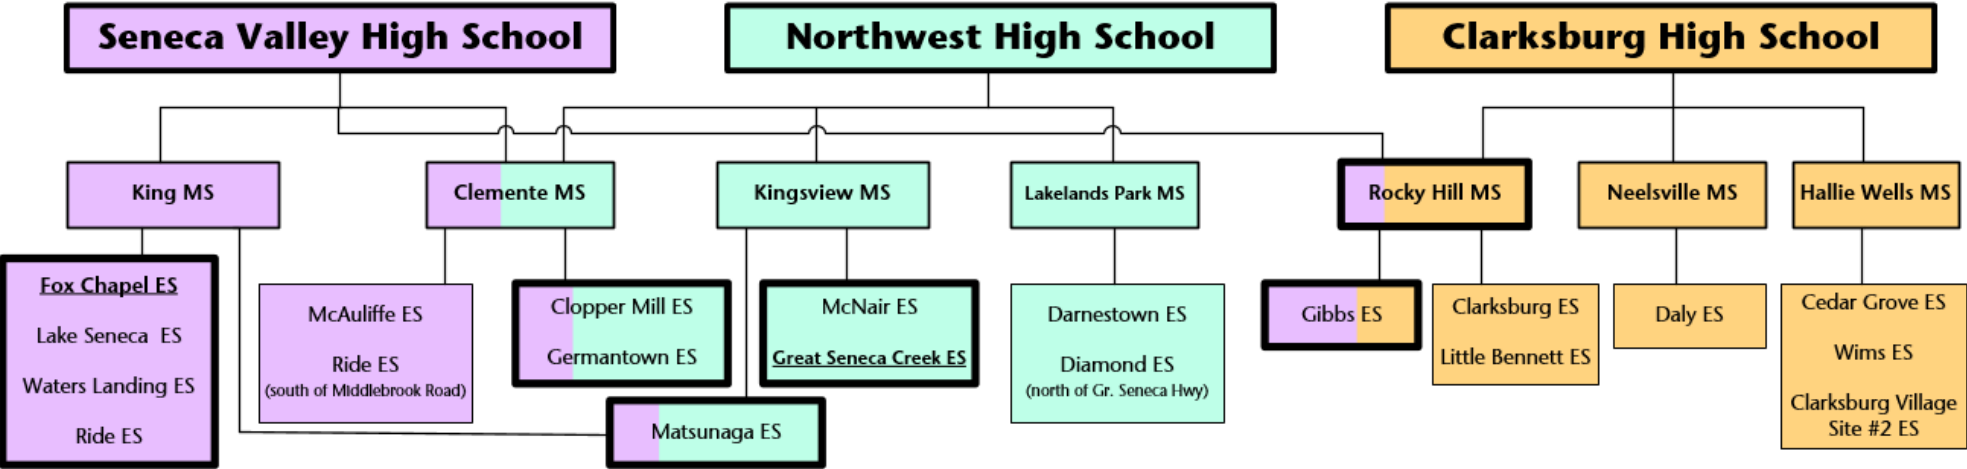 Seneca Valley High School
Northwest High School
Clarksburg High School
King MS
Clemente MS
Kingsview MS
Lakelands Park MS
Rocky Hill MS
Neelsville MS
Hallie Wells MS
Fox Chapel ES
Lake Seneca ES
Waters Landing ES
Ride ES
McAuliffe ES
Ride ES
(south of Middlebrook Road)
Clopper Mill ES
Germantown ES
Matsunaga ES
McNair ES
Great Seneca Creek ES
Darnestown ES
Diamond ES
(north of Gr. Seneca Hwy)
Gibbs ES
Clarksburg ES
Little Bennett ES
Daly ES
Cedar Grove ES
Wims ES
Clarksburg Village
Site #2 ES